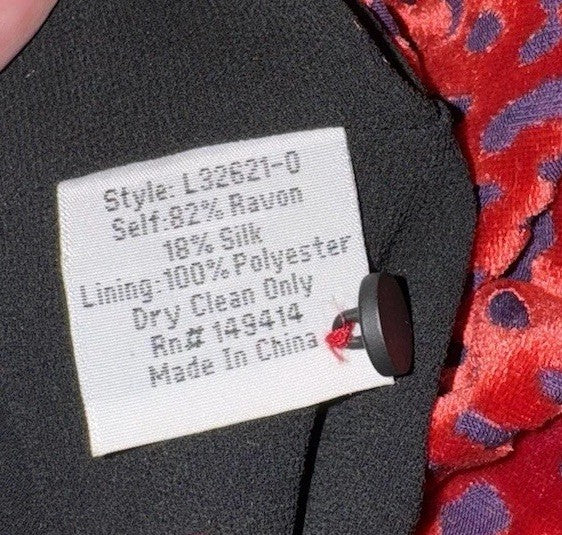 Style: L32621-0
Self:82% Rayon
18% Silk
Lining:100% Polyester
Dry Clean Only
Rn# 149414
Made In China